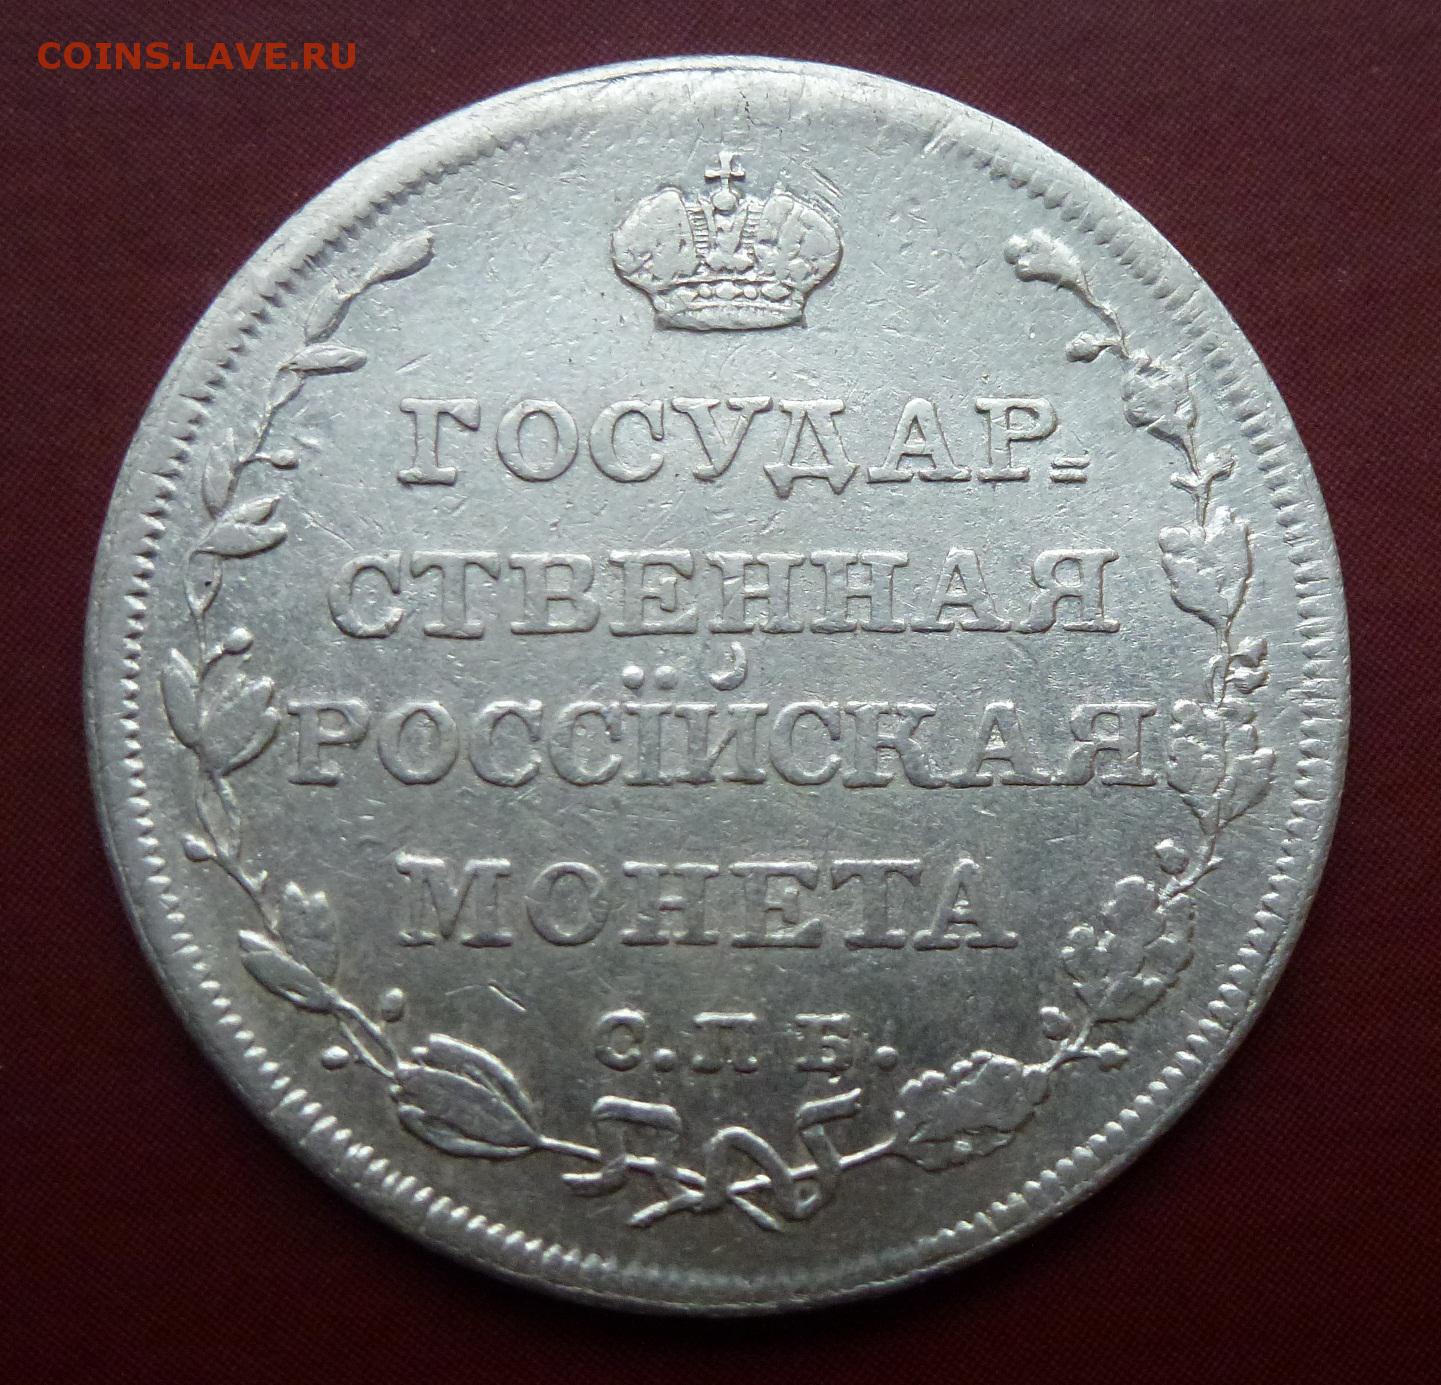 COINS.LAVE.RU
ГОСУДАР=
СТВЕННАЯ
РОССІЙСКАЯ
МОНЕТА
С.П Б.